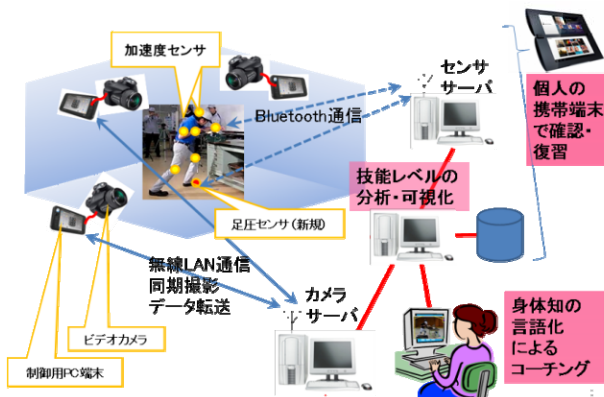 加速度センサ
センサ
サーバ
個人の
携帯端末
で確認・
復習
Bluetooth通信
技能レベルの
分析・可視化
足圧センサ(新規)
無線LAN通信
同期撮影
データ転送
カメラ
サーバ
身体知の
言語化
による
コーチング
ビデオカメラ
制御用PC端末